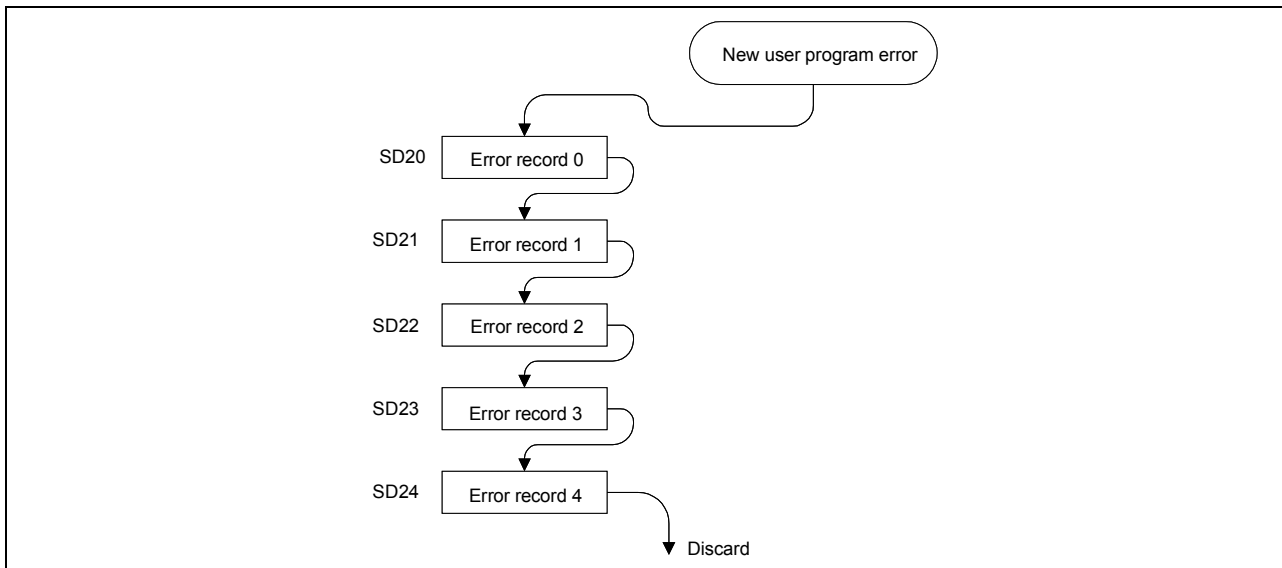 New user program error
SD20 Error record 0
SD21 Error record 1
SD22 Error record 2
SD23 Error record 3
SD24 Error record 4
Discard